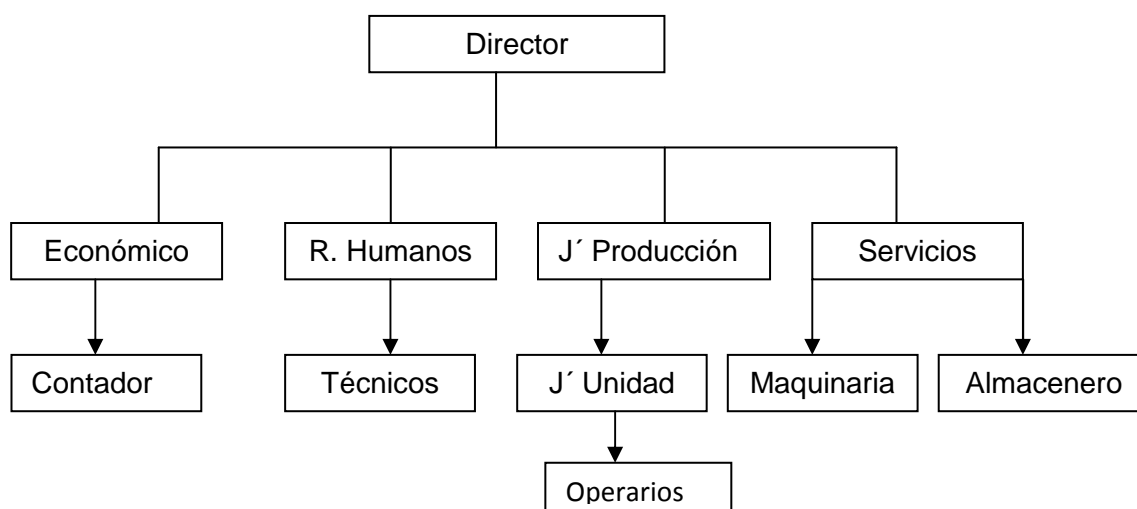 Director
Económico
R. Humanos
J´ Producción
Servicios
Contador
Técnicos
J´ Unidad
Maquinaria
Almacenero
Operarios